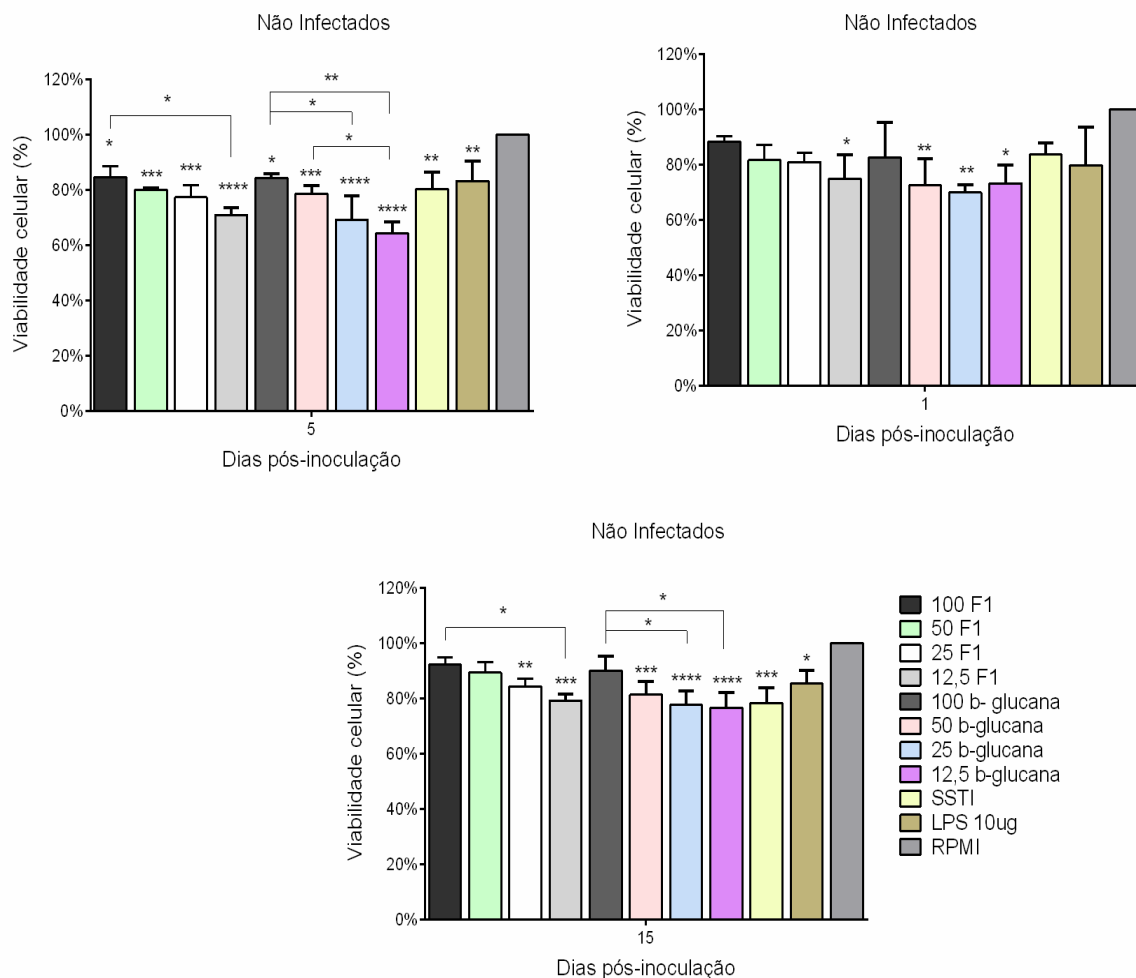 Não Infectados
120%
100%
80%
60%
40%
20%
0%
Viabilidade celular (%)
*
***
***
****
*
*
***
****
****
**
**
**
*
*
5
Dias pós-inoculação
Não Infectados
120%
100%
80%
60%
40%
20%
0%
Viabilidade celular (%)
*
**
**
*
1
Dias pós-inoculação
Não Infectados
120%
100%
80%
60%
40%
20%
0%
Viabilidade celular (%)
*
**
***
*
*
***
****
****
***
*
15
Dias pós-inoculação
100 F1
50 F1
25 F1
12,5 F1
100 b- glucana
50 b-glucana
25 b-glucana
12,5 b-glucana
SSTI
LPS 10ug
RPMI